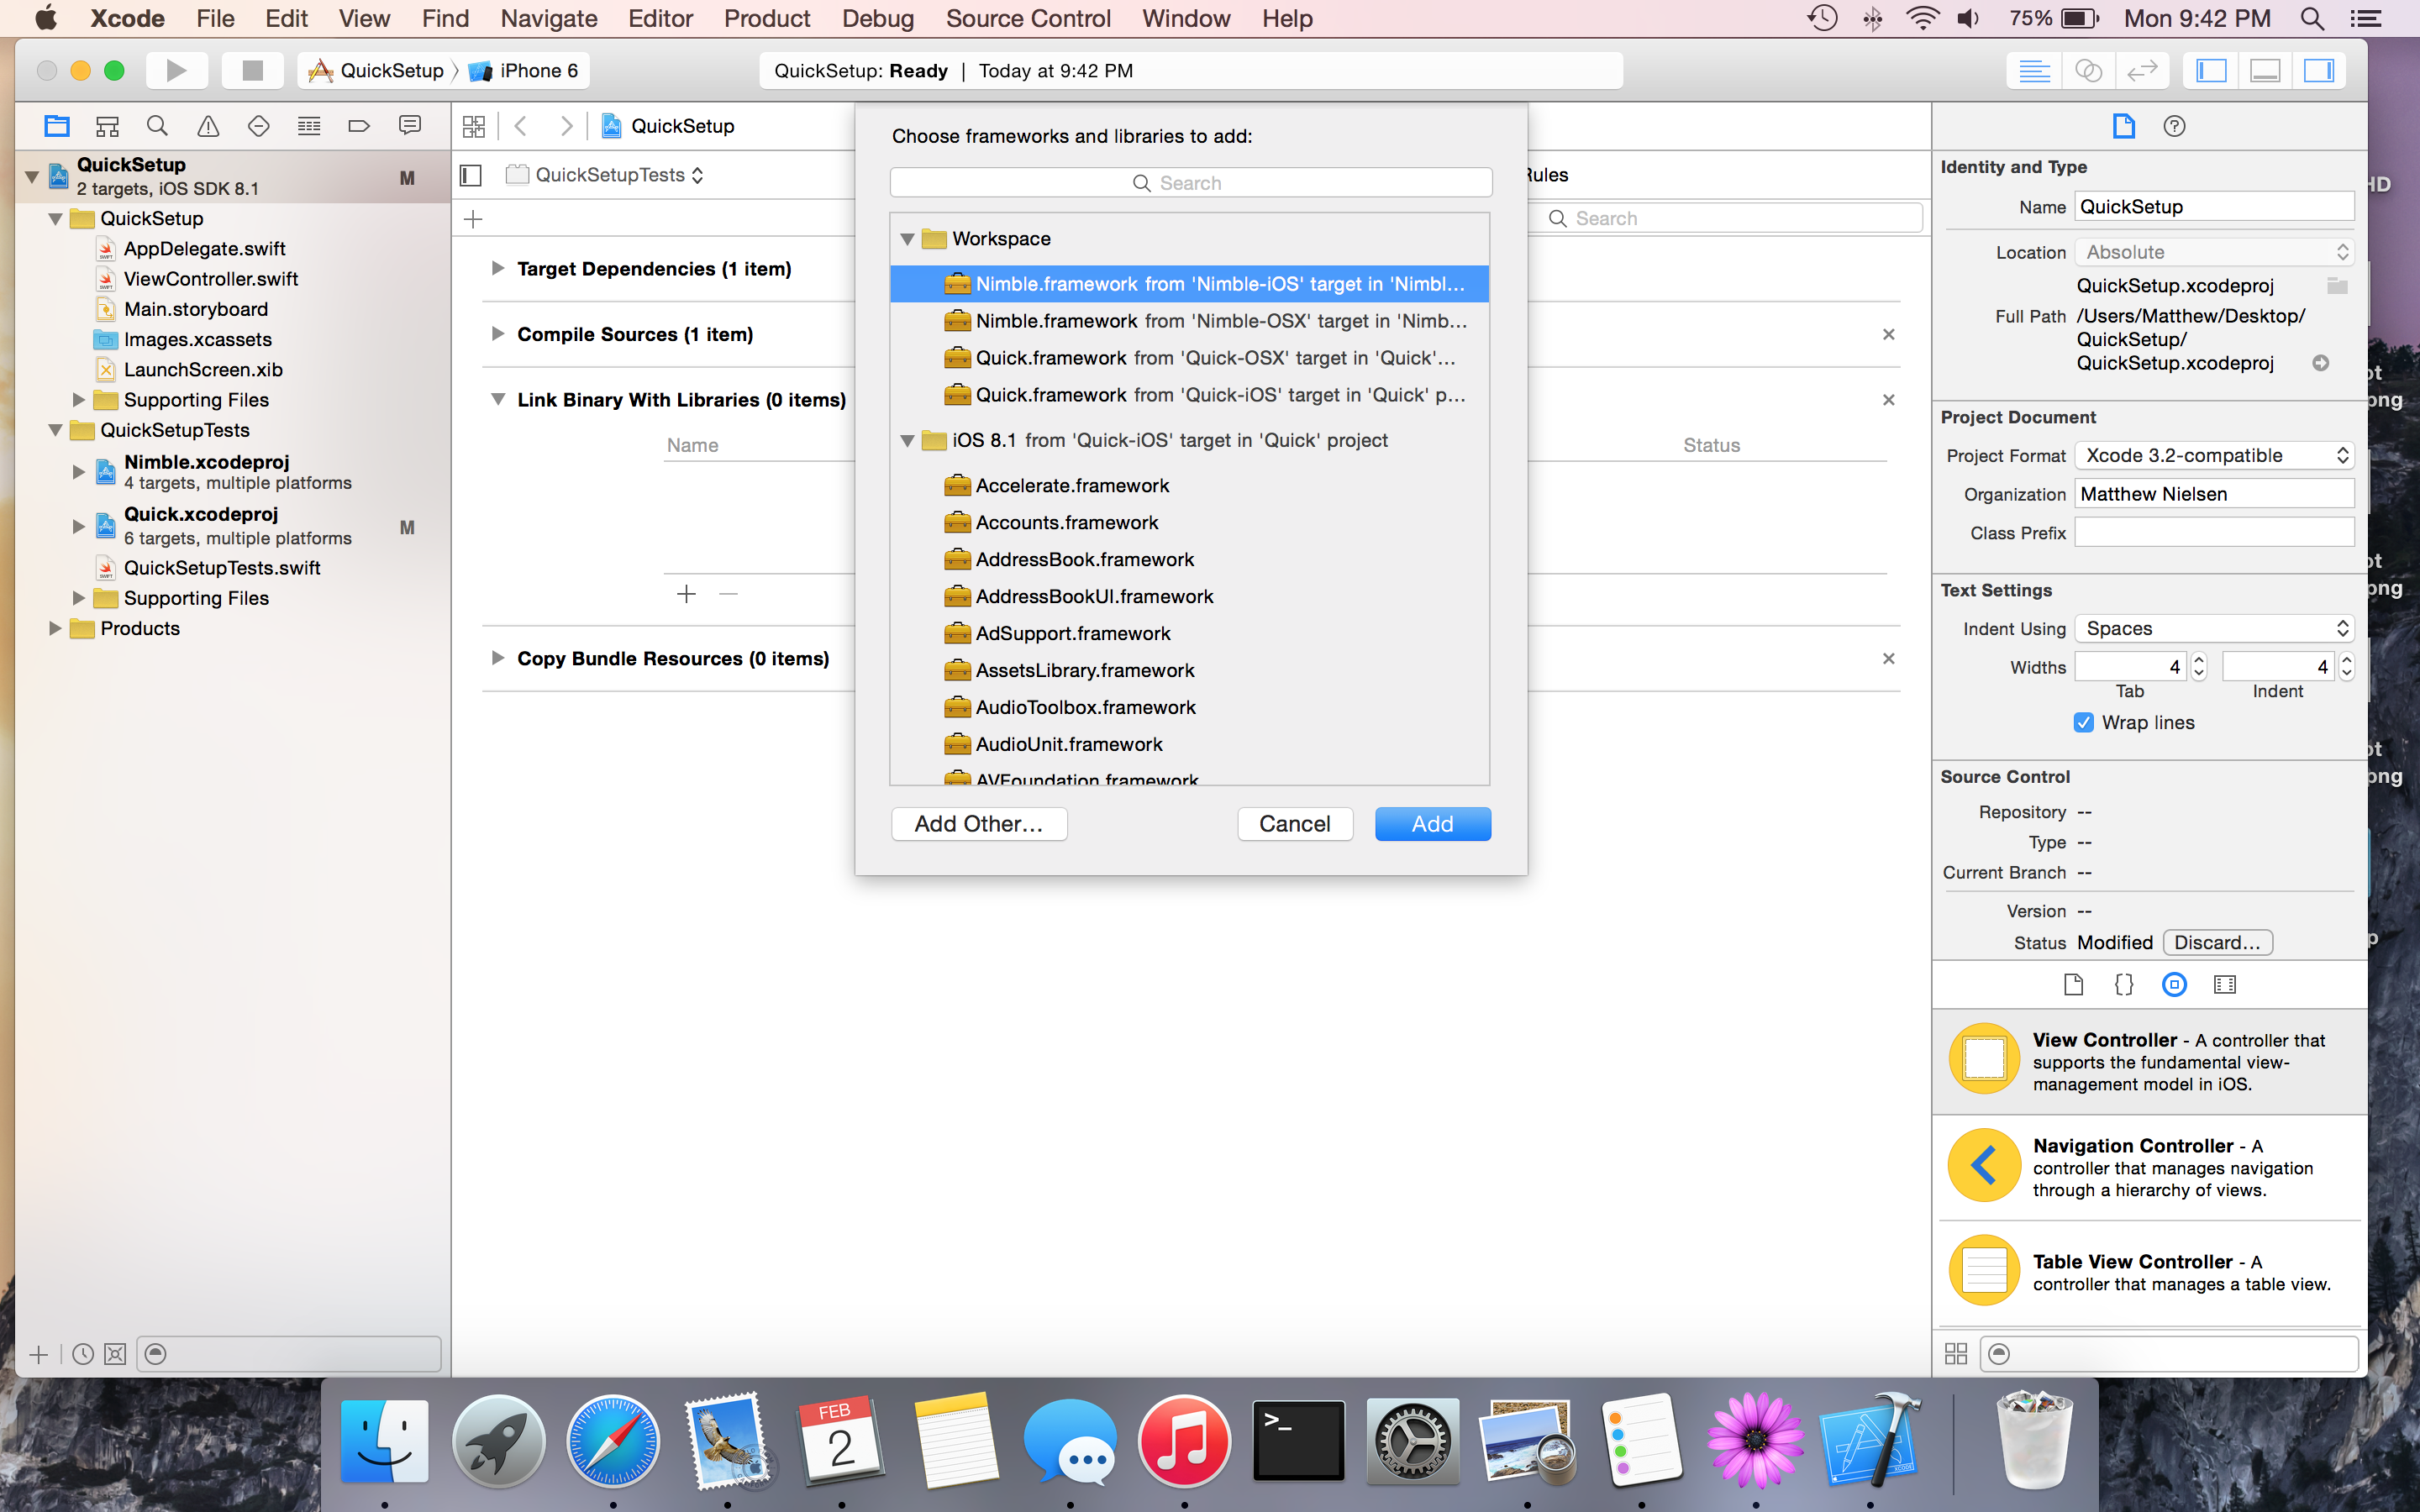 Xcode File Edit View Find Navigate Editor Product Debug Source Control Window Help
75% Mon 9:42 PM
QuickSetup iPhone 6
QuickSetup: Ready | Today at 9:42 PM
QuickSetup
2 targets, iOS SDK 8.1
M
QuickSetup
AppDelegate.swift
ViewController.swift
Main.storyboard
Images.xcassets
LaunchScreen.xib
Supporting Files
QuickSetupTests
Nimble.xcodeproj
4 targets, multiple platforms
Quick.xcodeproj
6 targets, multiple platforms
M
QuickSetupTests.swift
Supporting Files
Products
QuickSetup
QuickSetupTests
Rules
Search
Target Dependencies (1 item)
Compile Sources (1 item)
Link Binary With Libraries (0 items)
Name
Status
Copy Bundle Resources (0 items)
Choose frameworks and libraries to add:
Search
Workspace
Nimble.framework from 'Nimble-iOS' target in 'Nimbl...
Nimble.framework from 'Nimble-OSX' target in 'Nimb...
Quick.framework from 'Quick-OSX' target in 'Quick'...
Quick.framework from 'Quick-iOS' target in 'Quick' p...
iOS 8.1 from 'Quick-iOS' target in 'Quick' project
Accelerate.framework
Accounts.framework
AddressBook.framework
AddressBookUI.framework
AdSupport.framework
AssetsLibrary.framework
AudioToolbox.framework
AudioUnit.framework
AVFoundation.framework
Add Other...
Cancel
Add
Identity and Type
Name QuickSetup
Location Absolute
QuickSetup.xcodeproj
Full Path /Users/Matthew/Desktop/
QuickSetup/
QuickSetup.xcodeproj
Project Document
Project Format Xcode 3.2-compatible
Organization Matthew Nielsen
Class Prefix
Text Settings
Indent Using Spaces
Widths 4 4
Tab Indent
Wrap lines
Source Control
Repository --
Type --
Current Branch --
Version --
Status Modified Discard...
View Controller - A controller that
supports the fundamental view-
management model in iOS.
Navigation Controller - A
controller that manages navigation
through a hierarchy of views.
Table View Controller - A
controller that manages a table view.
HD
ot
png
ot
png
ot
png
p
FEB
2
>_
XCODE